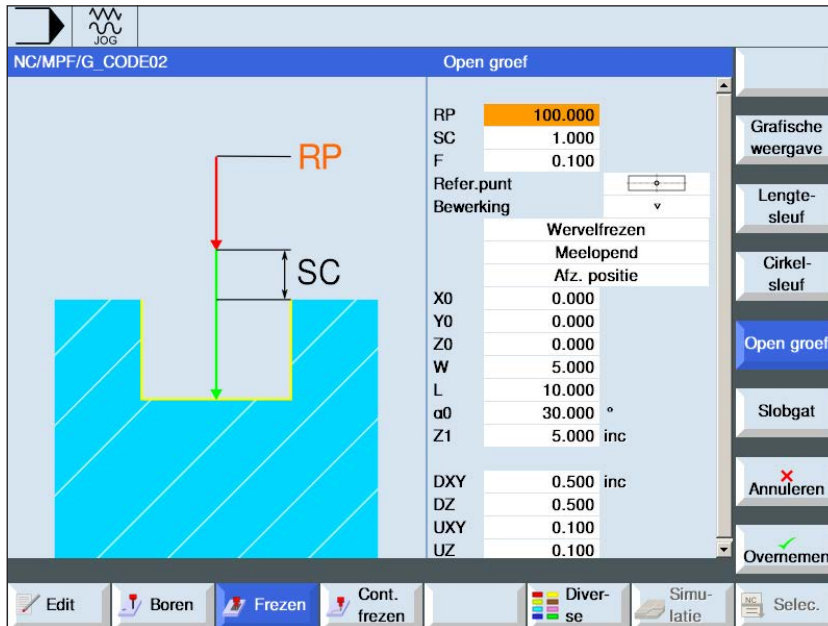 JOG
NC/MPF/G_CODE02
Open groef
RP
SC
RP 100.000
SC 1.000
F 0.100
Refer.punt
Bewerking ▿
Wervelfrezen
Meelopend
Afz. positie
X0 0.000
Y0 0.000
Z0 0.000
W 5.000
L 10.000
α0 30.000 °
Z1 5.000 inc
DXY 0.500 inc
DZ 0.500
UXY 0.100
UZ 0.100
Grafische
weergave
Lengte-
sleuf
Cirkel-
sleuf
Open groef
Slobgat
Annuleren
Overnemen
Edit
Boren
Frezen
Cont.
frezen
Diver-
se
Simu-
latie
NC
Selec.